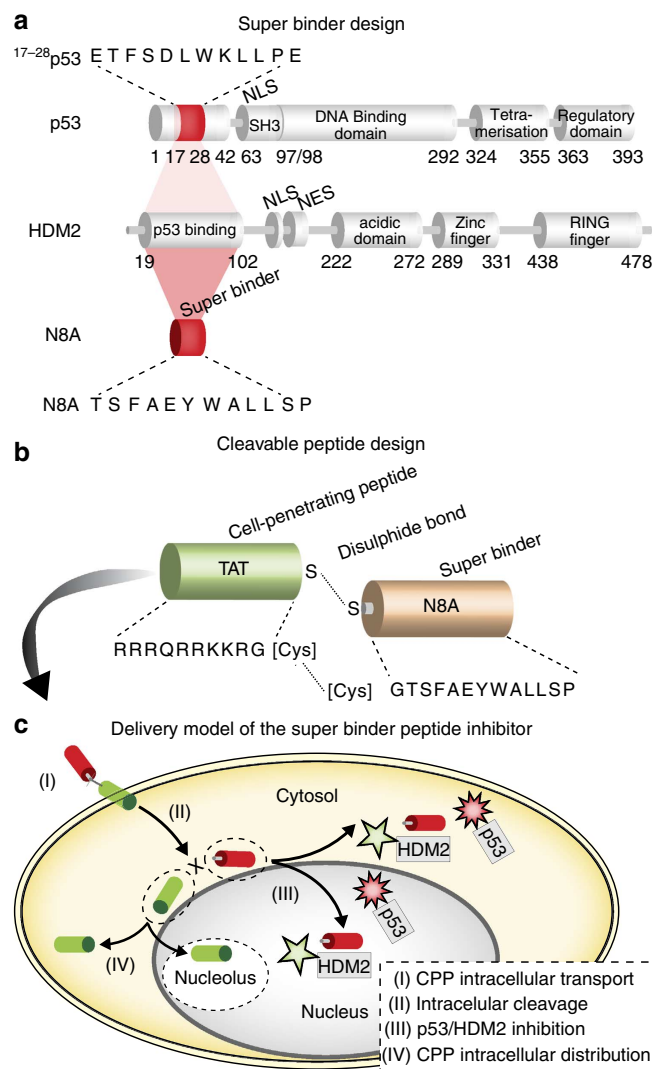 a
Super binder design
17–28p53 E T F S D L W K L L P E
NLS
p53
SH3
DNA Binding domain
Tetra-merisation
Regulatory domain
1 17 28 42 63 97/98 292 324 355 363 393
NLS NES
HDM2
p53 binding
acidic domain
Zinc finger
RING finger
19 102 222 272 289 331 438 478
Super binder
N8A
N8A T S F A E Y W A L L S P
b
Cleavable peptide design
Cell-penetrating peptide
Disulphide bond
Super binder
TAT
S
S
N8A
RRRQRRKKRG [Cys]
[Cys] GTSFAEYWALLSP
c
Delivery model of the super binder peptide inhibitor
(I)
(II)
Cytosol
HDM2
p53
X
(III)
p53
(IV)
Nucleolus
HDM2
Nucleus
(I) CPP intracellular transport
(II) Intracelular cleavage
(III) p53/HDM2 inhibition
(IV) CPP intracellular distribution